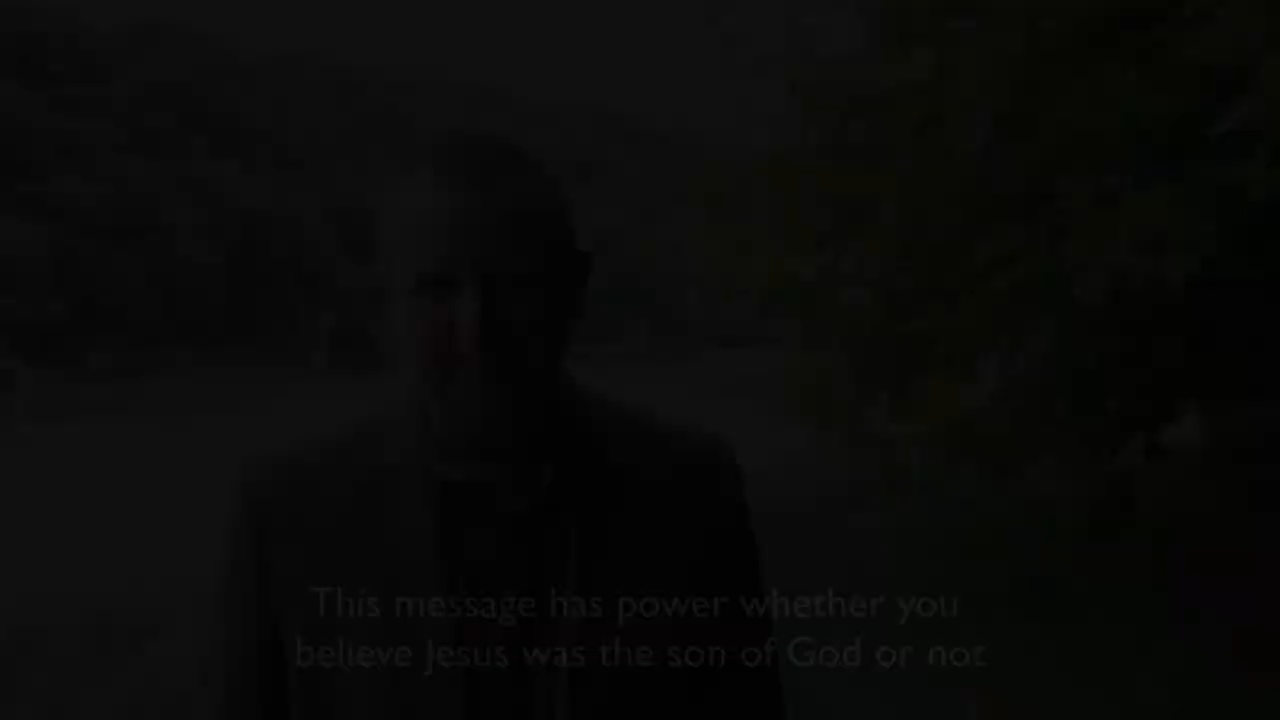 This message has power whether you
believe Jesus was the son of God or not